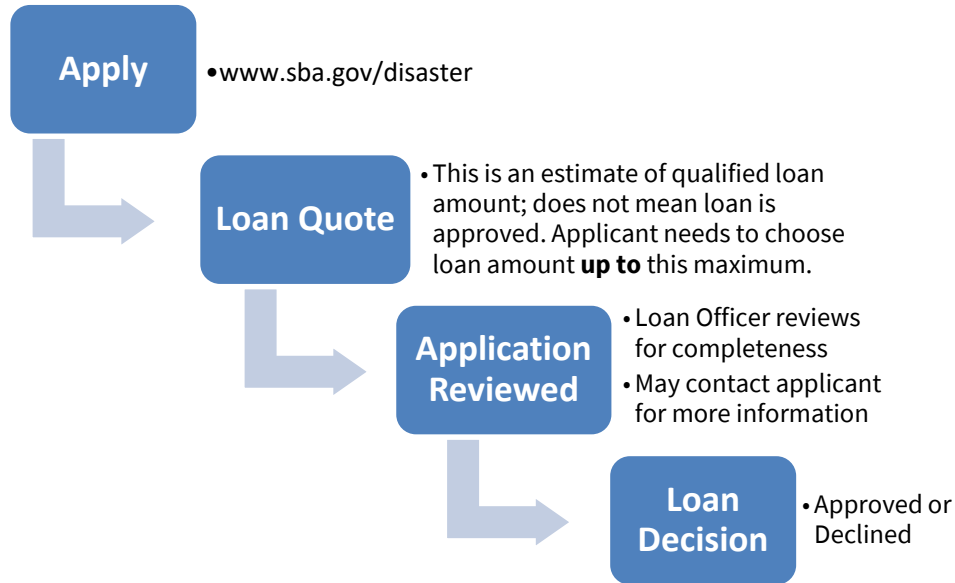 Apply
•www.sba.gov/disaster
Loan Quote
• This is an estimate of qualified loan
amount; does not mean loan is
approved. Applicant needs to choose
loan amount up to this maximum.
Application
Reviewed
• Loan Officer reviews
for completeness
• May contact applicant
for more information
Loan
Decision
• Approved or
Declined